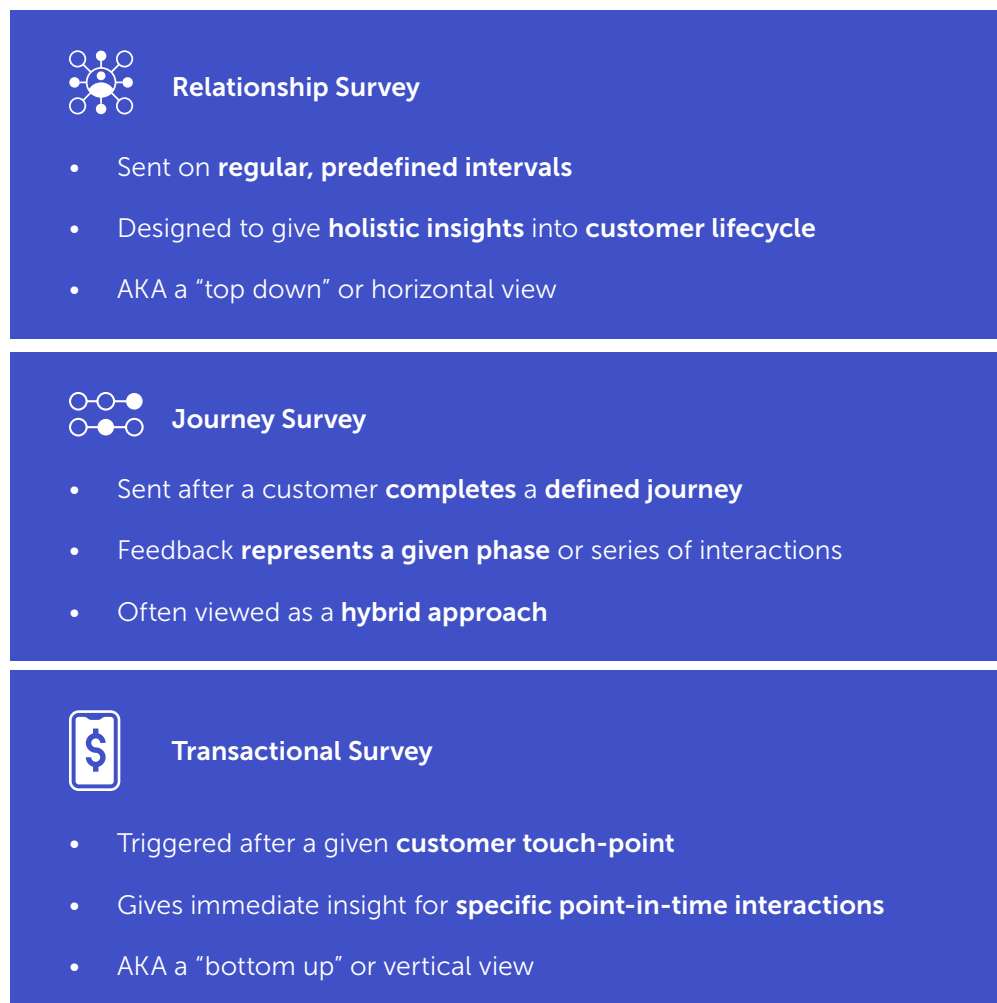 Relationship Survey
• Sent on regular, predefined intervals
• Designed to give holistic insights into customer lifecycle
• AKA a “top down” or horizontal view
Journey Survey
• Sent after a customer completes a defined journey
• Feedback represents a given phase or series of interactions
• Often viewed as a hybrid approach
$
Transactional Survey
• Triggered after a given customer touch-point
• Gives immediate insight for specific point-in-time interactions
• AKA a “bottom up” or vertical view